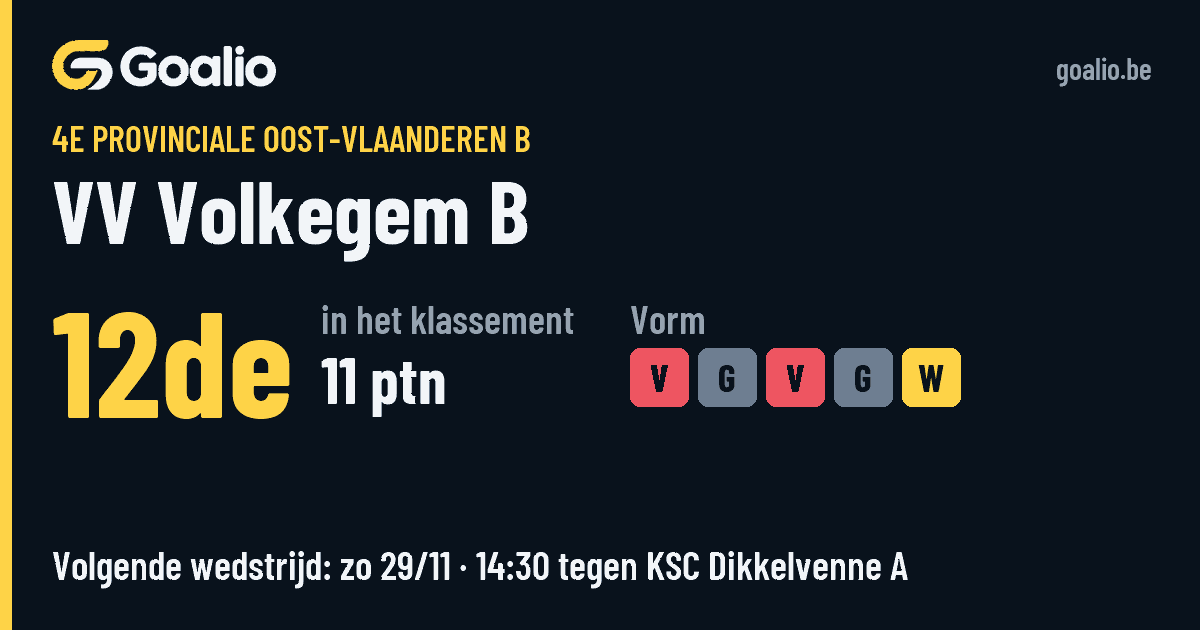 Goalio
goalio.be
4E PROVINCIALE OOST-VLAANDEREN B
VV Volkegem B
12de
in het klassement
11 ptn
Vorm
V G V G W
Volgende wedstrijd: zo 29/11 · 14:30 tegen KSC Dikkelvenne A